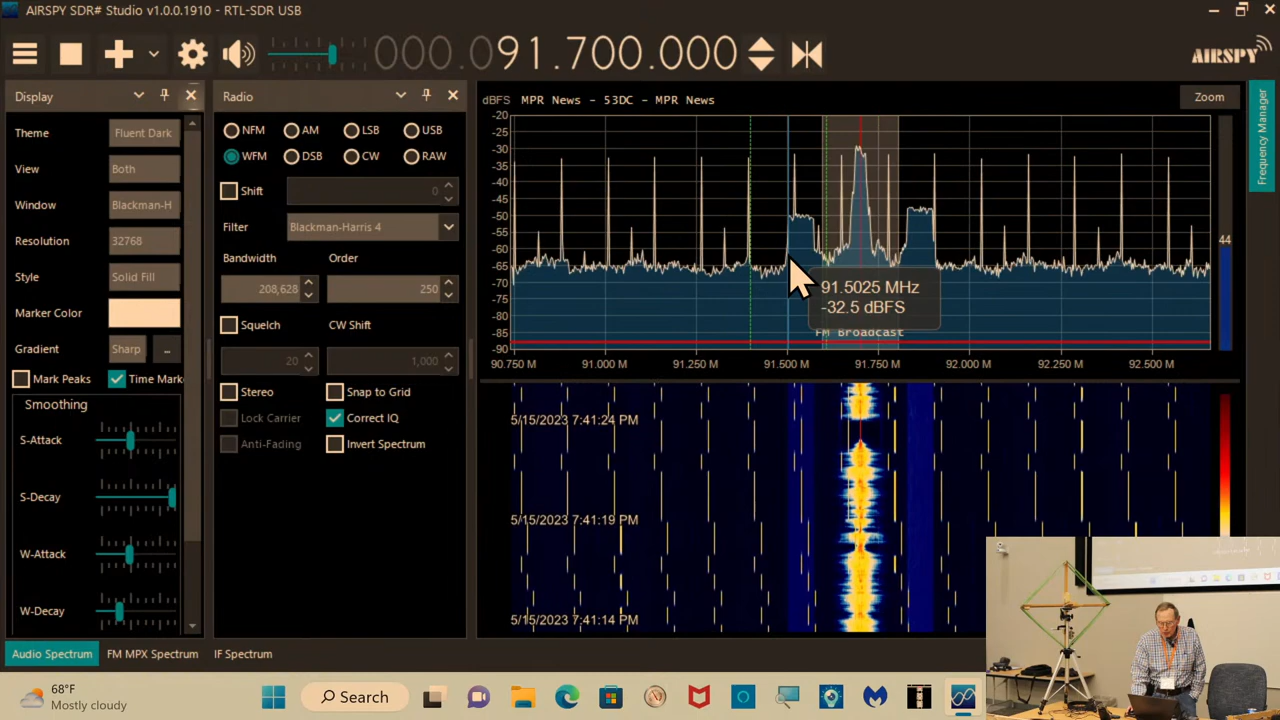 AIRSPY SDR# Studio v1.0.0.1910 - RTL-SDR USB
000.091.700.000
AIRSPY
Display
Theme Fluent Dark
View Both
Window Blackman-H
Resolution 32768
Style Solid Fill
Marker Color
Gradient Sharp ..
Mark Peaks Time Mark
Smoothing
S-Attack
S-Decay
W-Attack
W-Decay
Radio
NFM AM LSB USB
WFM DSB CW RAW
Shift 0
Filter Blackman-Harris 4
Bandwidth Order
208,628 250
Squelch CW Shift
20 1,000
Stereo Snap to Grid
Lock Carrier Correct IQ
Anti-Fading Invert Spectrum
dBFS MPR News - 53DC - MPR News
Zoom
-20
-25
-30
-35
-40
-45
-50
-55
-60
-65
-70
-75
-80
-85
-90
91.5025 MHz
-32.5 dBFS
FM Broadcast
90.750 M 91.000 M 91.250 M 91.500 M 91.750 M 92.000 M 92.250 M 92.500 M
44
Frequency Manager
5/15/2023 7:41:24 PM
5/15/2023 7:41:19 PM
5/15/2023 7:41:14 PM
Audio Spectrum FM MPX Spectrum IF Spectrum
68°F
Mostly cloudy
Search